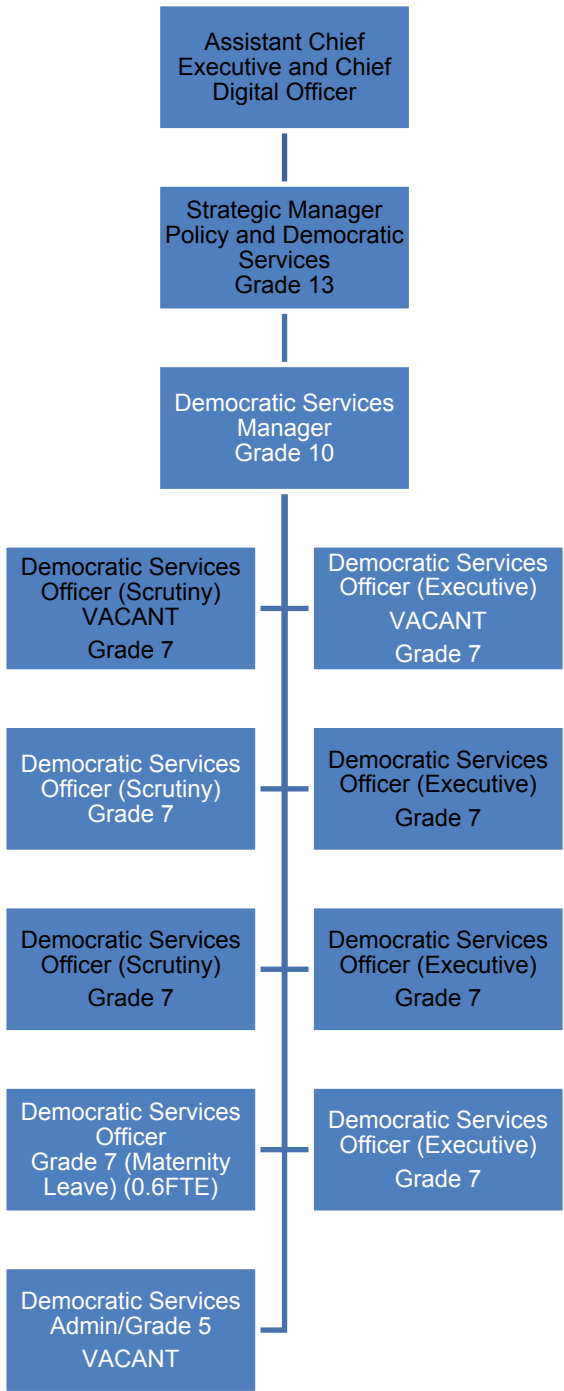 Assistant Chief
Executive and Chief
Digital Officer
Strategic Manager
Policy and Democratic
Services
Grade 13
Democratic Services
Manager
Grade 10
Democratic Services
Officer (Scrutiny)
VACANT
Grade 7
Democratic Services
Officer (Executive)
VACANT
Grade 7
Democratic Services
Officer (Scrutiny)
Grade 7
Democratic Services
Officer (Executive)
Grade 7
Democratic Services
Officer (Scrutiny)
Grade 7
Democratic Services
Officer (Executive)
Grade 7
Democratic Services
Officer
Grade 7 (Maternity
Leave) (0.6FTE)
Democratic Services
Officer (Executive)
Grade 7
Democratic Services
Admin/Grade 5
VACANT